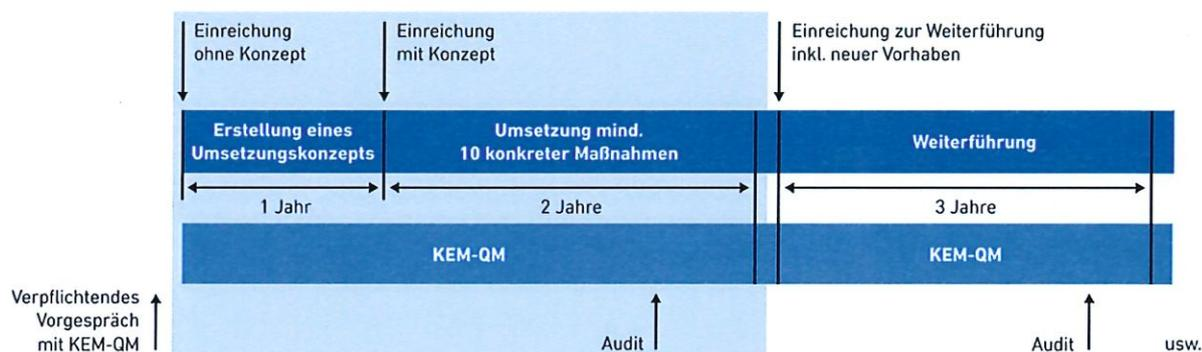 Einreichung
ohne Konzept
Einreichung
mit Konzept
Einreichung zur Weiterführung
inkl. neuer Vorhaben
Erstellung eines
Umsetzungskonzepts
Umsetzung mind.
10 konkreter Maßnahmen
Weiterführung
1 Jahr
2 Jahre
3 Jahre
KEM-QM
KEM-QM
Verpflichtendes
Vorgespräch
mit KEM-QM
Audit
Audit
usw.